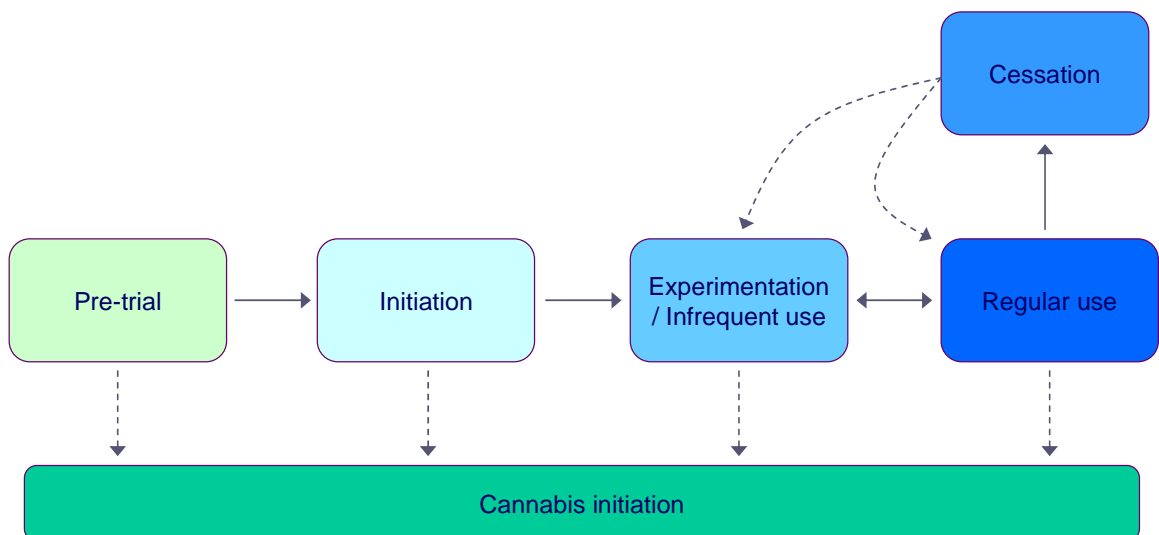 Cessation
Pre-trial
Initiation
Experimentation
/ Infrequent use
Regular use
Cannabis initiation